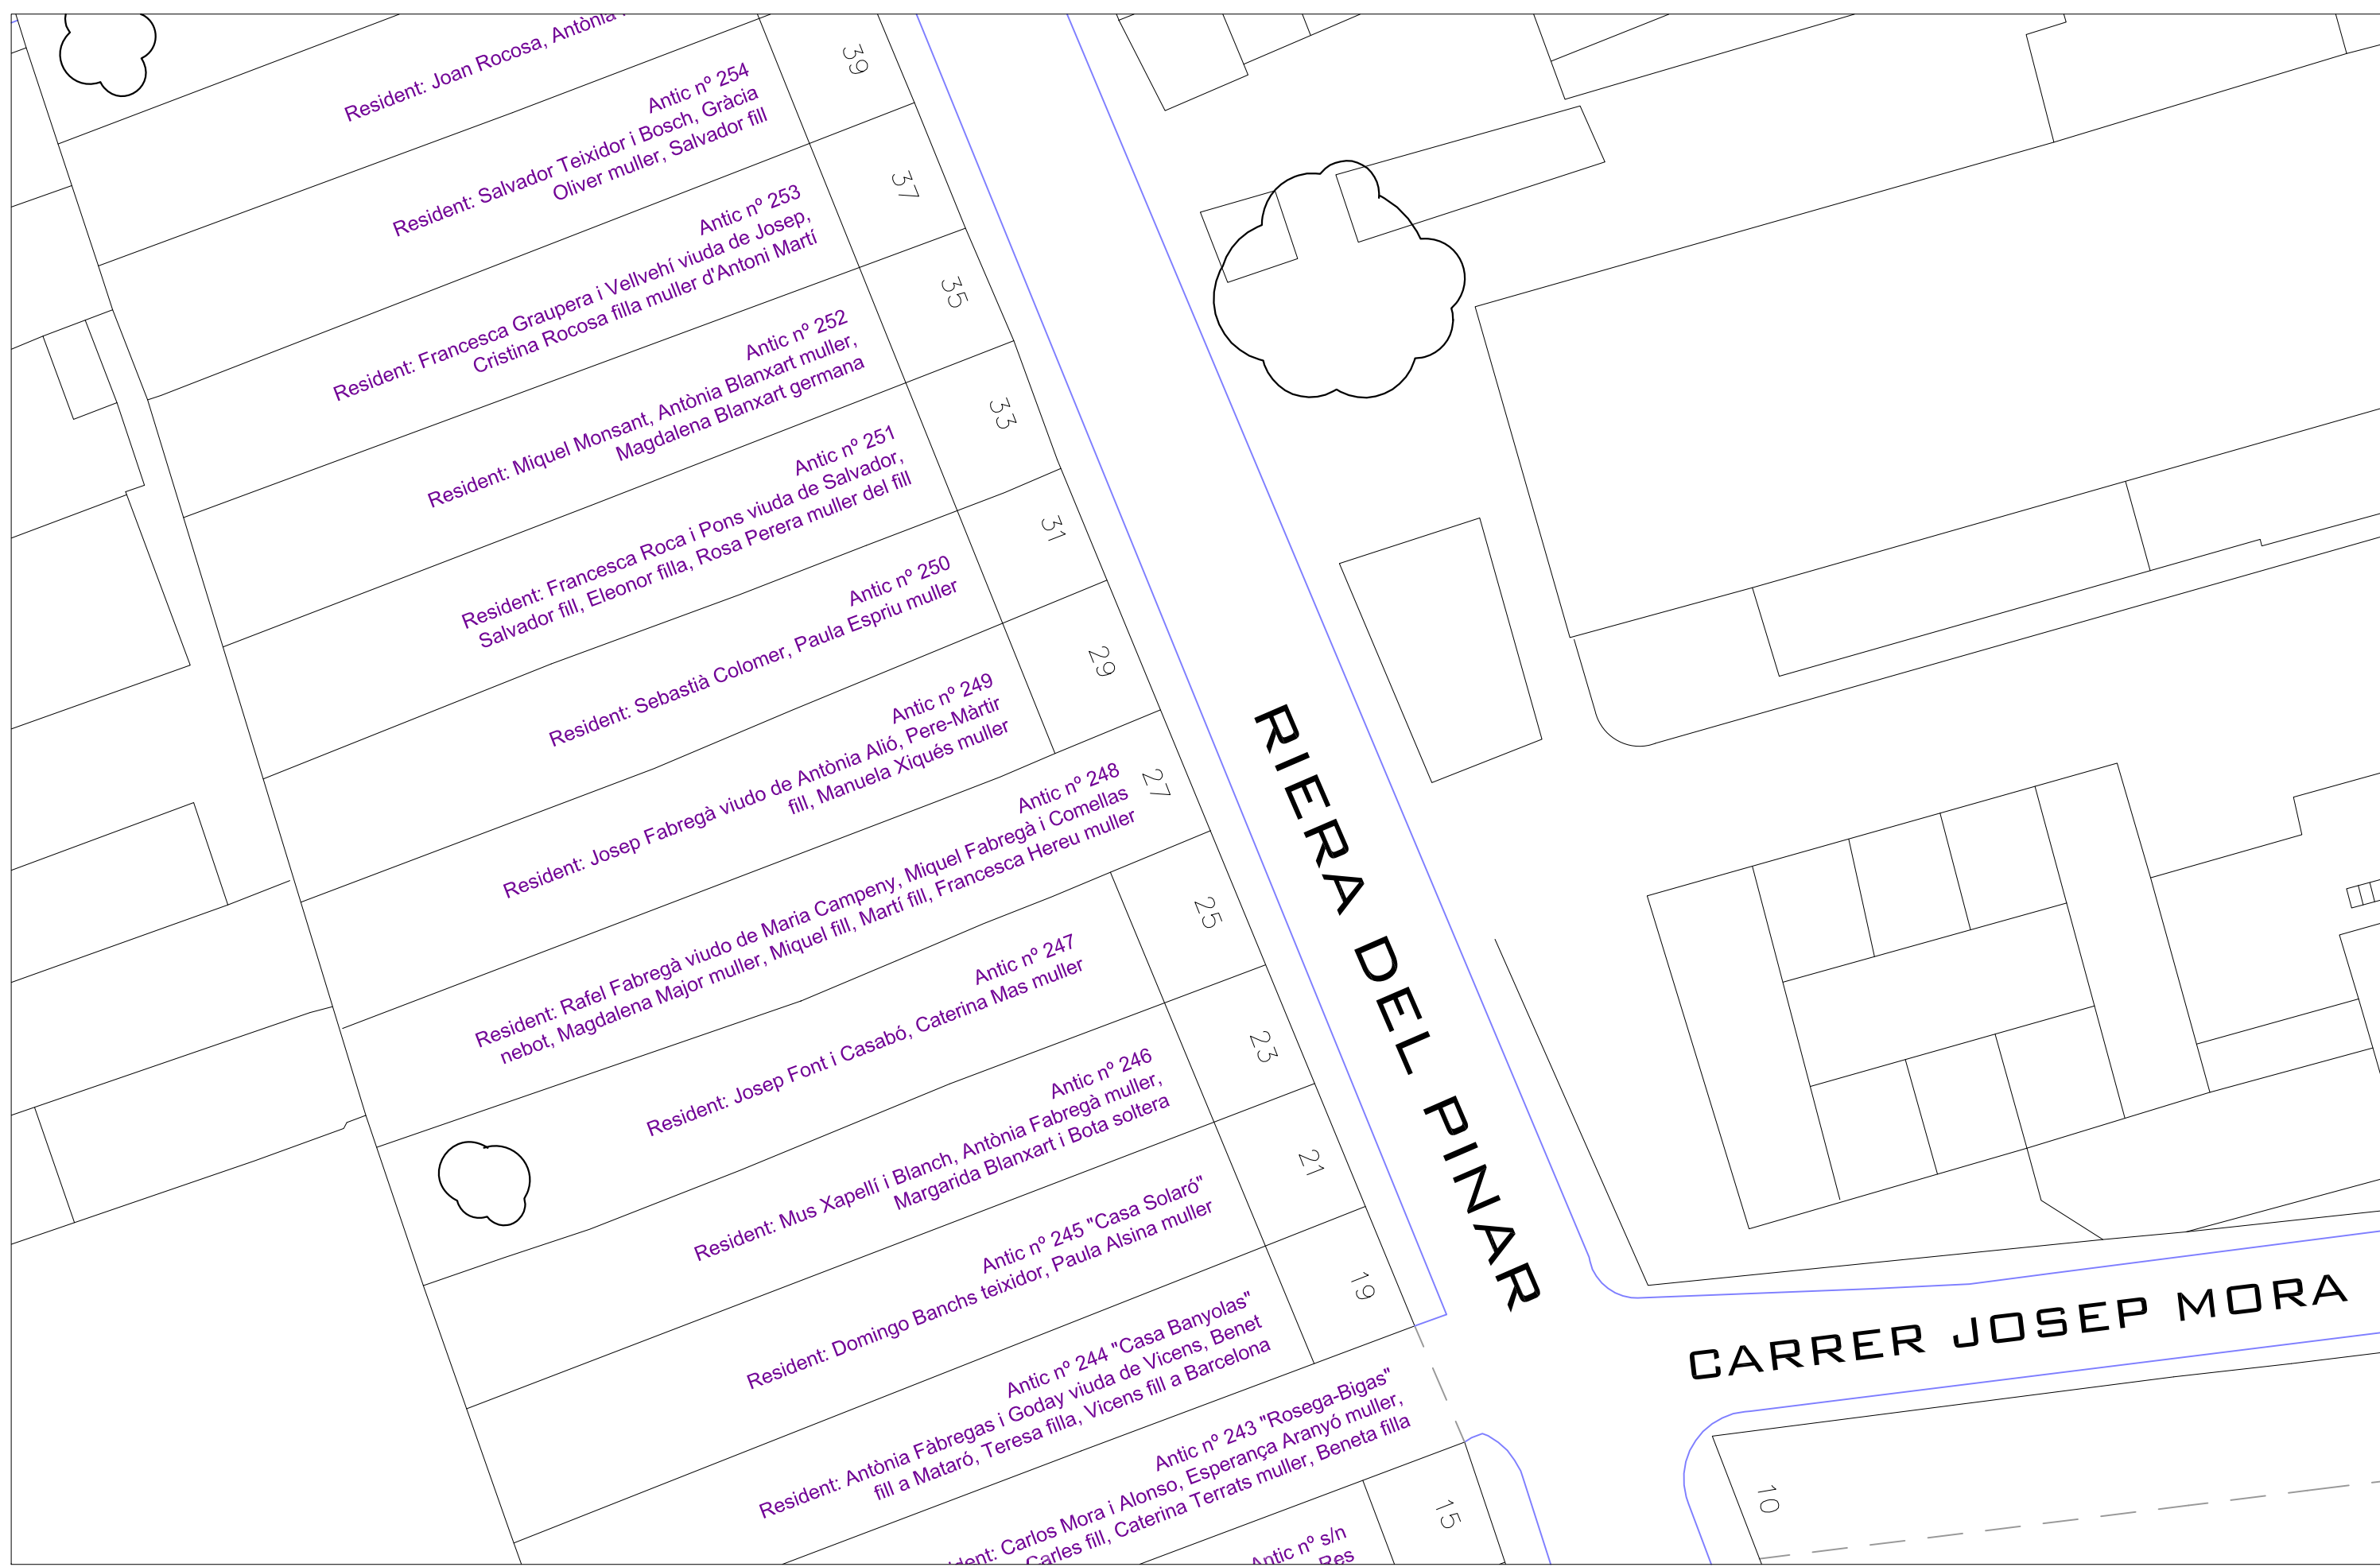 Resident: Joan Rocosa, Antònia
39
Antic nº 254
Resident: Salvador Teixidor i Bosch, Gràcia
Oliver muller, Salvador fill
37
Antic nº 253
Resident: Francesca Graupera i Vellvehí viuda de Josep,
Cristina Rocosa filla muller d'Antoni Martí
35
Antic nº 252
Resident: Miquel Monsant, Antònia Blanxart muller,
Magdalena Blanxart germana
33
Antic nº 251
Resident: Francesca Roca i Pons viuda de Salvador,
Salvador fill, Eleonor filla, Rosa Perera muller del fill
31
Antic nº 250
Resident: Sebastià Colomer, Paula Espriu muller
29
Antic nº 249
Resident: Josep Fabregà viudo de Antònia Alió, Pere-Màrtir
fill, Manuela Xiqués muller
27
Antic nº 248
Resident: Rafel Fabregà viudo de Maria Campeny, Miquel Fabregà i Comellas
nebot, Magdalena Major muller, Miquel fill, Martí fill, Francesca Hereu muller
25
Antic nº 247
Resident: Josep Font i Casabó, Caterina Mas muller
23
Antic nº 246
Resident: Mus Xapellí i Blanch, Antònia Fabregà muller,
Margarida Blanxart i Bota soltera
21
Antic nº 245 "Casa Solaró"
Resident: Domingo Banchs teixidor, Paula Alsina muller
19
Antic nº 244 "Casa Banyolas"
Resident: Antònia Fàbregas i Goday viuda de Vicens, Benet
fill a Mataró, Teresa filla, Vicens fill a Barcelona
Antic nº 243 "Rosega-Bigas"
dent: Carlos Mora i Alonso, Esperança Aranyó muller,
Carles fill, Caterina Terrats muller, Beneta filla
15
Antic nº s/n
Res
RIERA DEL PINAR
CARRER JOSEP MORA
10